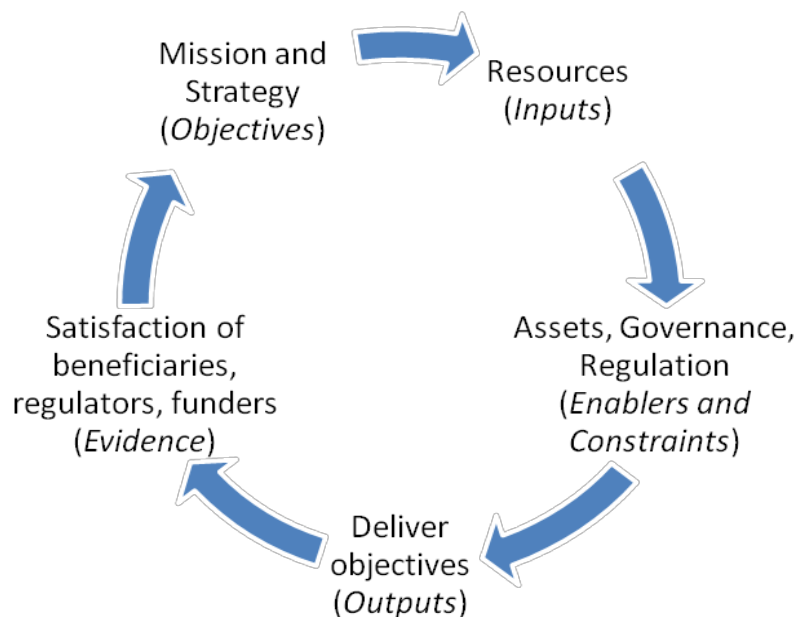 Mission and
Strategy
(Objectives)
Resources
(Inputs)
Assets, Governance,
Regulation
(Enablers and
Constraints)
Deliver
objectives
(Outputs)
Satisfaction of
beneficiaries,
regulators, funders
(Evidence)